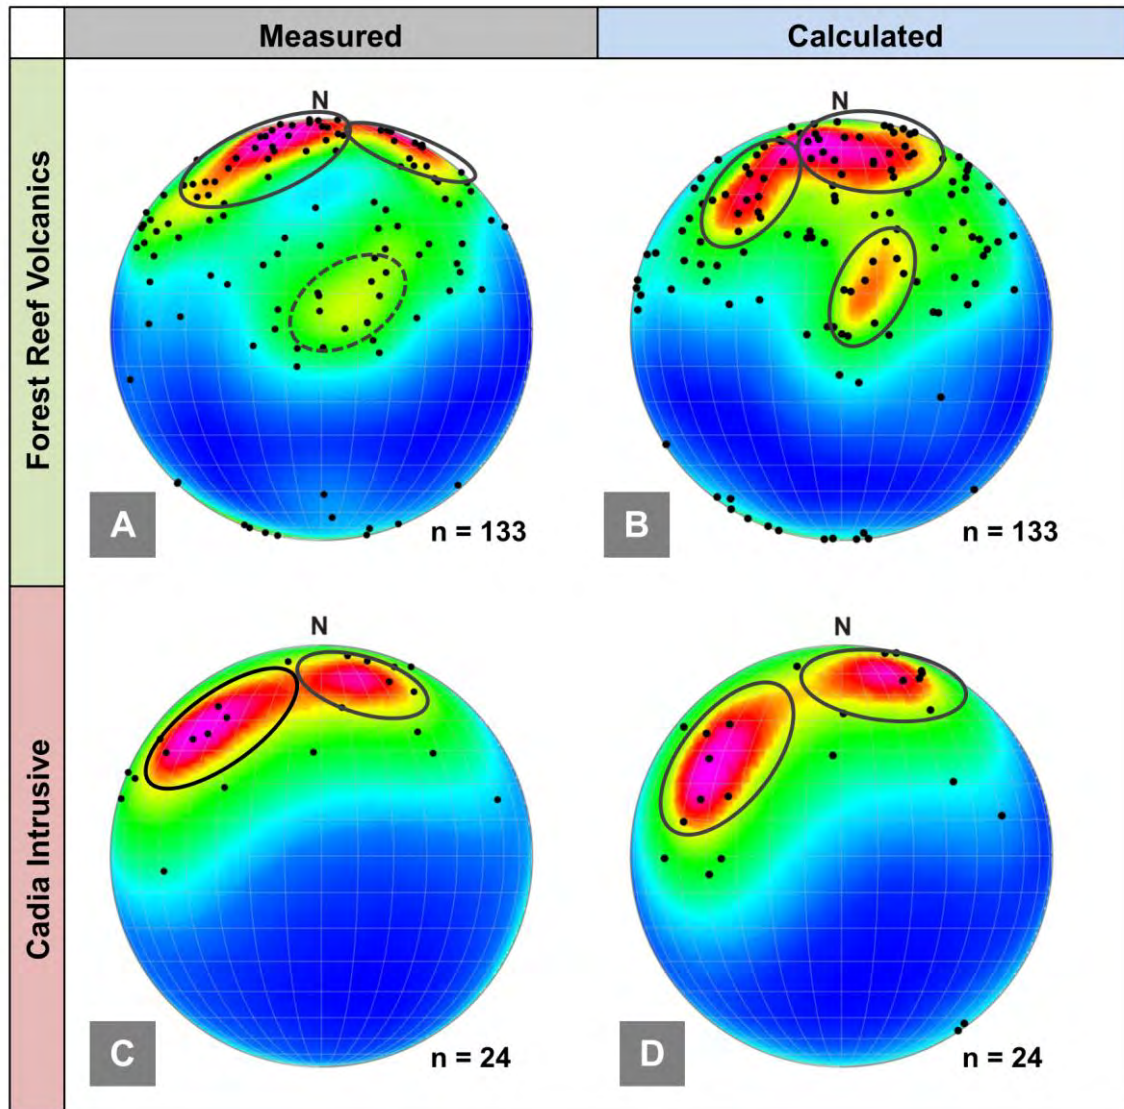 Measured
Calculated
Forest Reef Volcanics
N
N
A
n = 133
B
n = 133
Cadia Intrusive
N
N
C
n = 24
D
n = 24